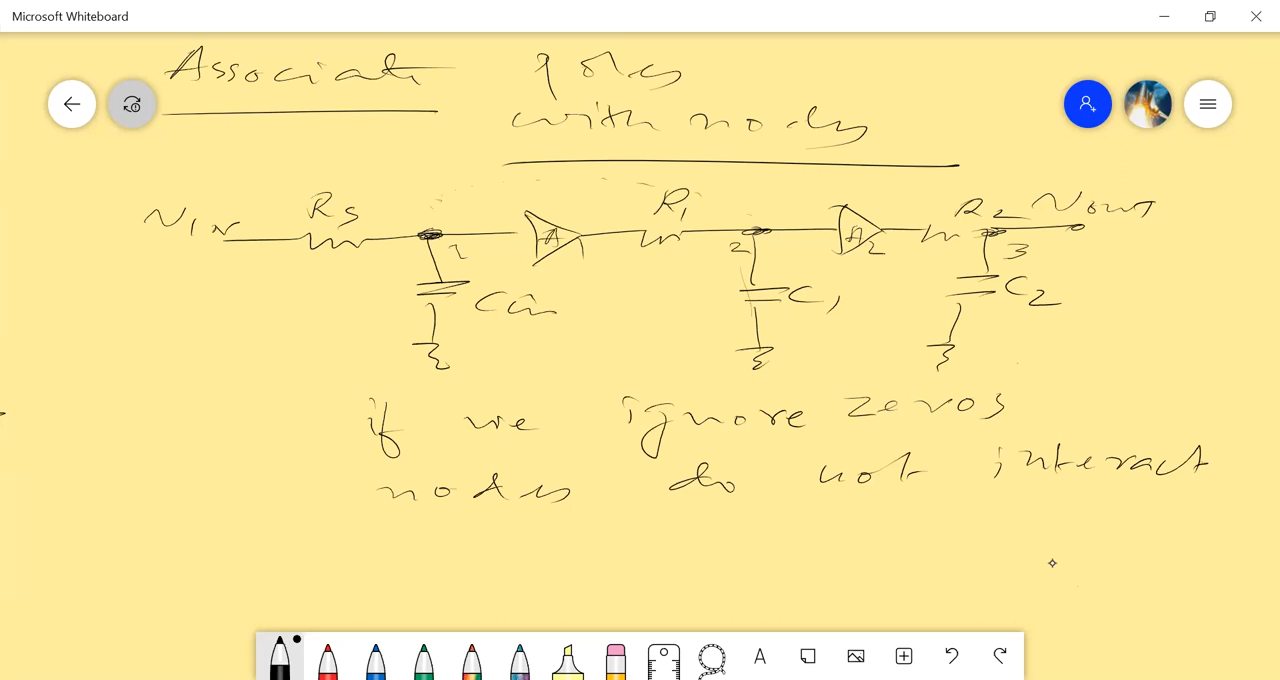 Microsoft Whiteboard
Associate poles
with nodes
VIN RS 1 A1 R1 2 A2 R2 3 Vout
Cin C1 C2
if we ignore zeros
nodes do not interact
A